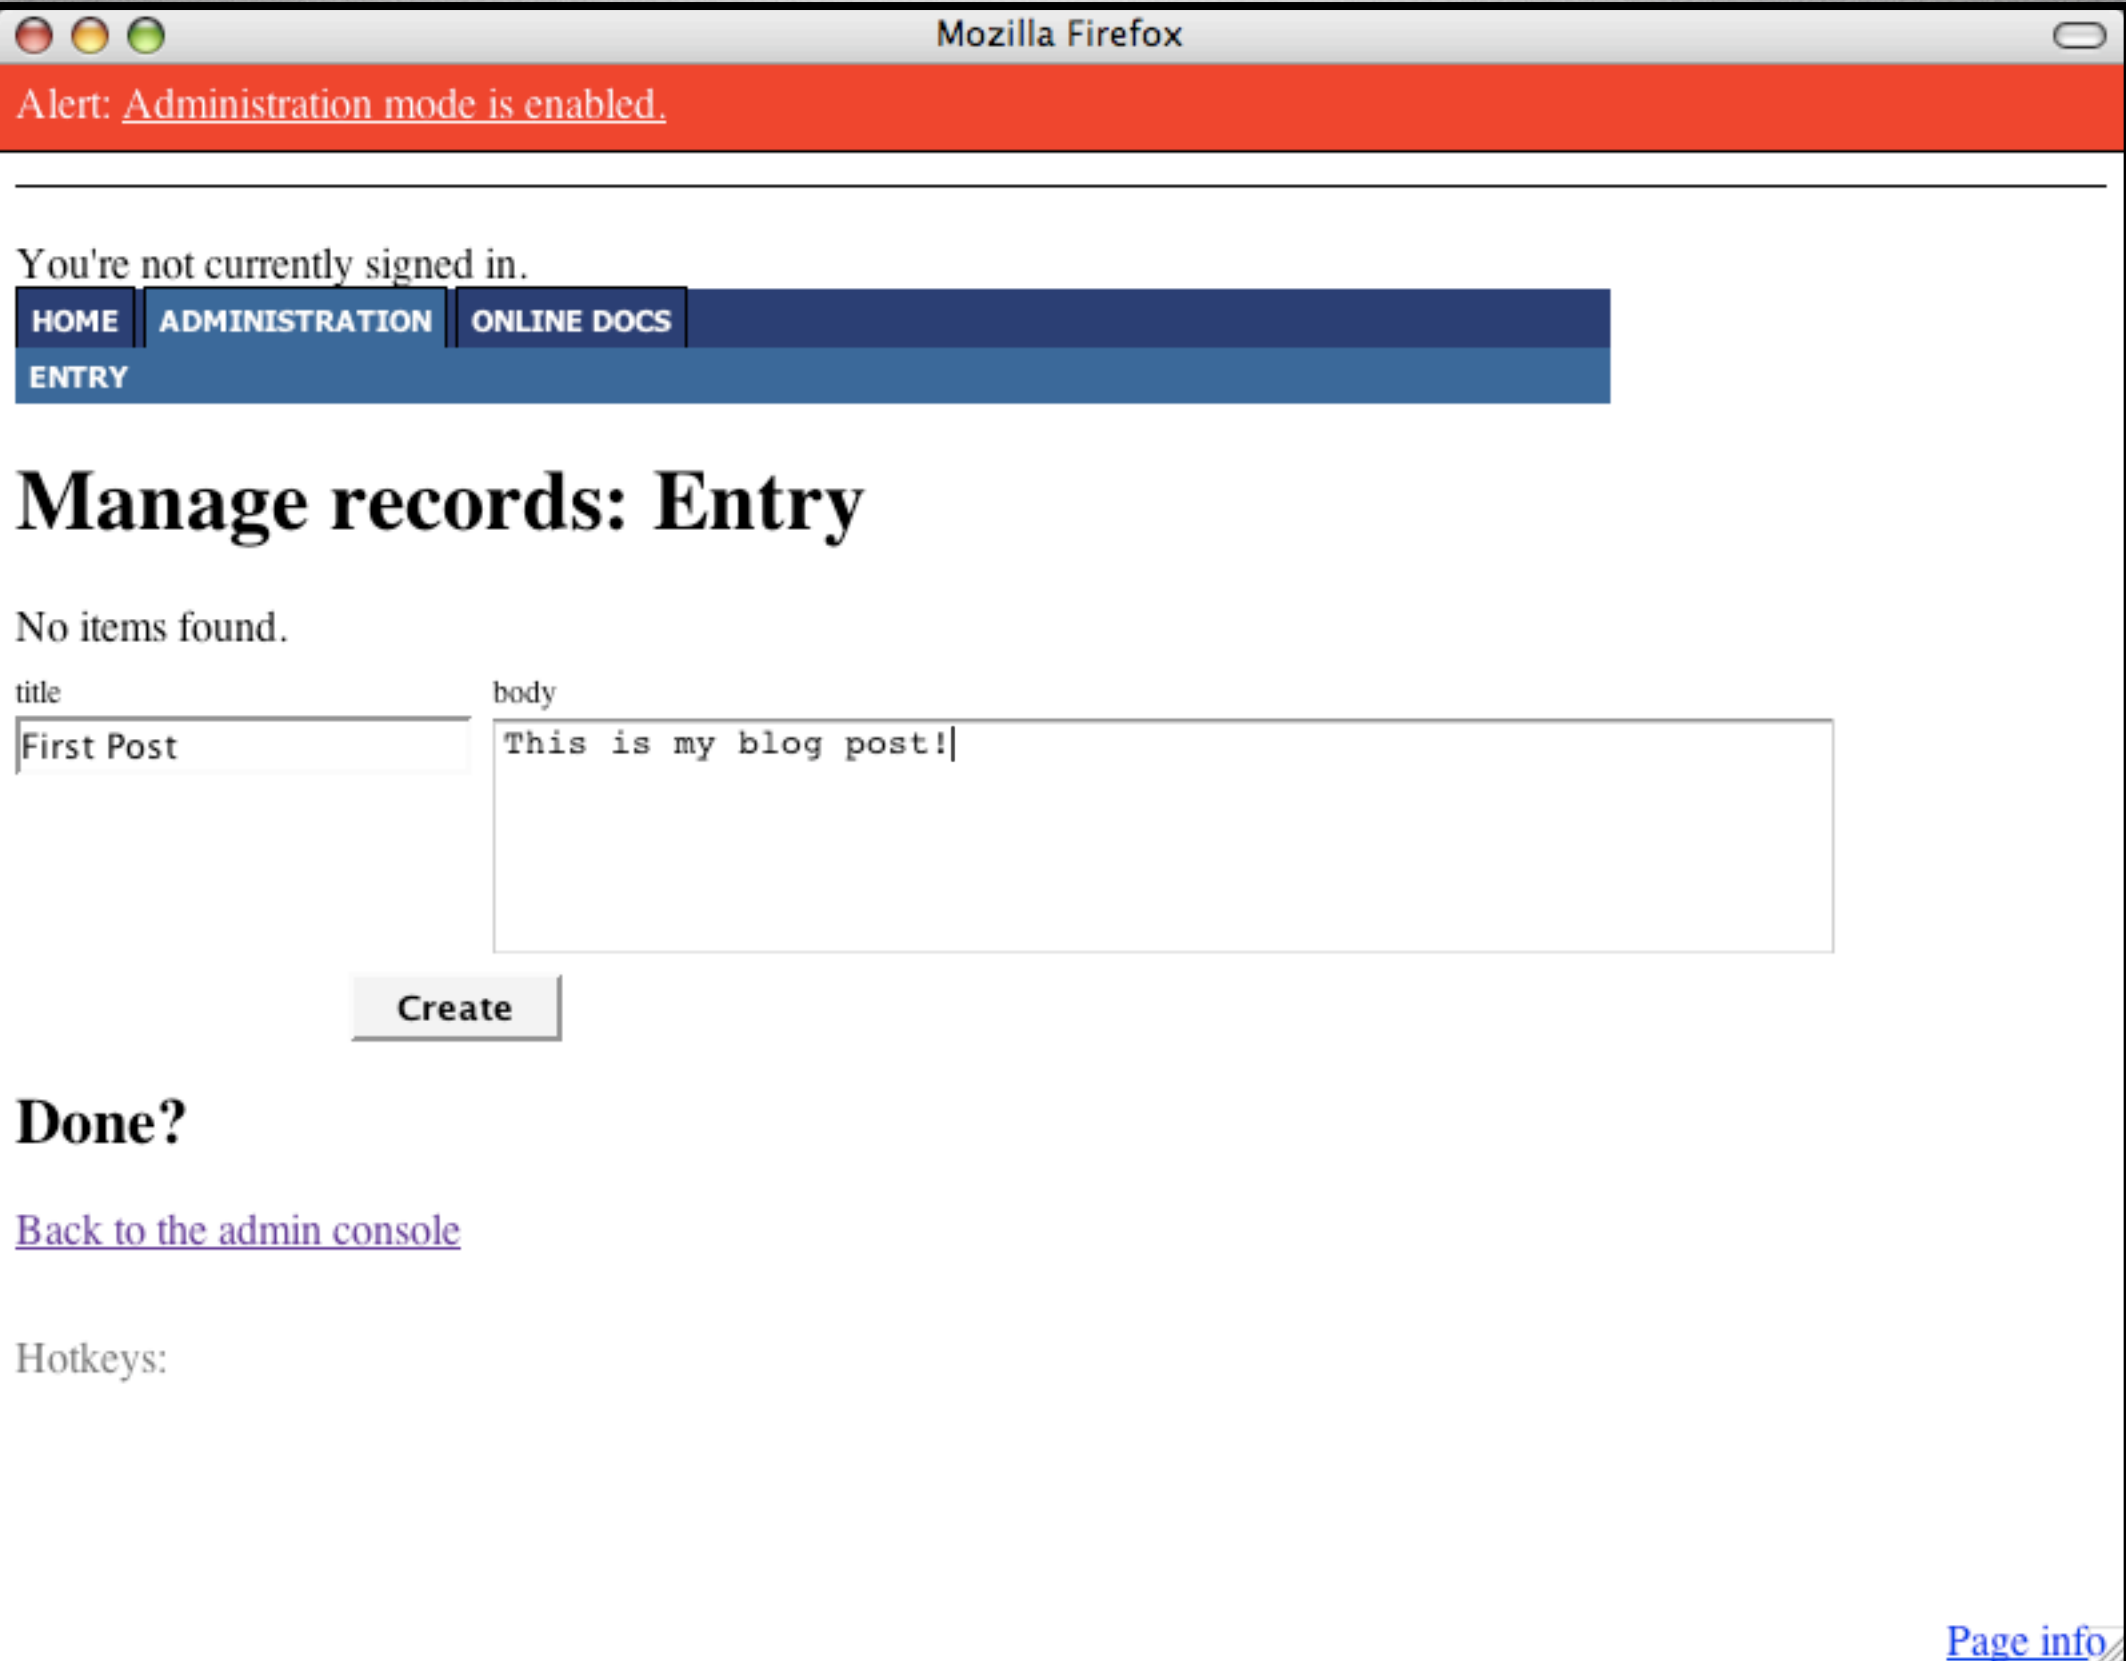 Mozilla Firefox
Alert: Administration mode is enabled.
You're not currently signed in.
HOME ADMINISTRATION ONLINE DOCS
ENTRY
Manage records: Entry
No items found.
title body
First Post This is my blog post!
Create
Done?
Back to the admin console
Hotkeys:
Page info